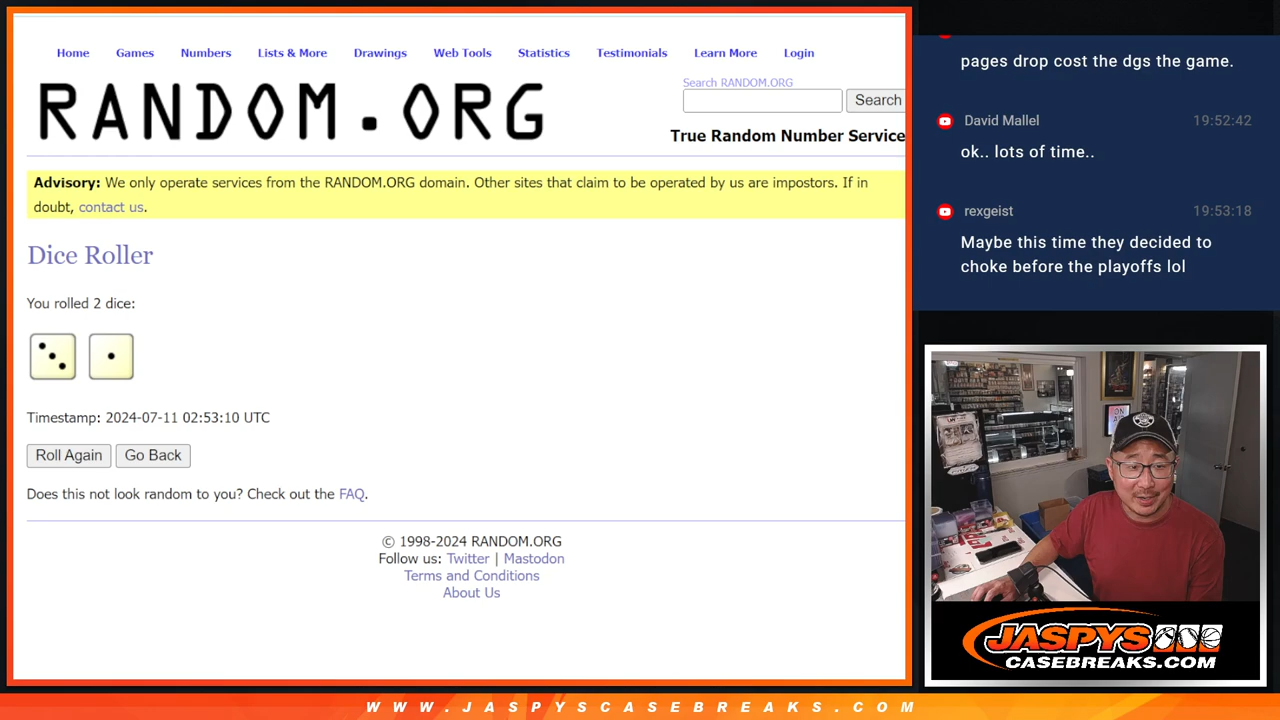 Home Games Numbers Lists & More Drawings Web Tools Statistics Testimonials Learn More Login
RANDOM.ORG
Search RANDOM.ORG
Search
True Random Number Service
Advisory: We only operate services from the RANDOM.ORG domain. Other sites that claim to be operated by us are impostors. If in
doubt, contact us.
Dice Roller
You rolled 2 dice:
Timestamp: 2024-07-11 02:53:10 UTC
Roll Again Go Back
Does this not look random to you? Check out the FAQ.
© 1998-2024 RANDOM.ORG
Follow us: Twitter | Mastodon
Terms and Conditions
About Us
pages drop cost the dgs the game.
David Mallel 19:52:42
ok.. lots of time..
rexgeist 19:53:18
Maybe this time they decided to
choke before the playoffs lol
JASPYS
CASEBREAKS.COM
WWW.JASPYSCASEBREAKS.COM